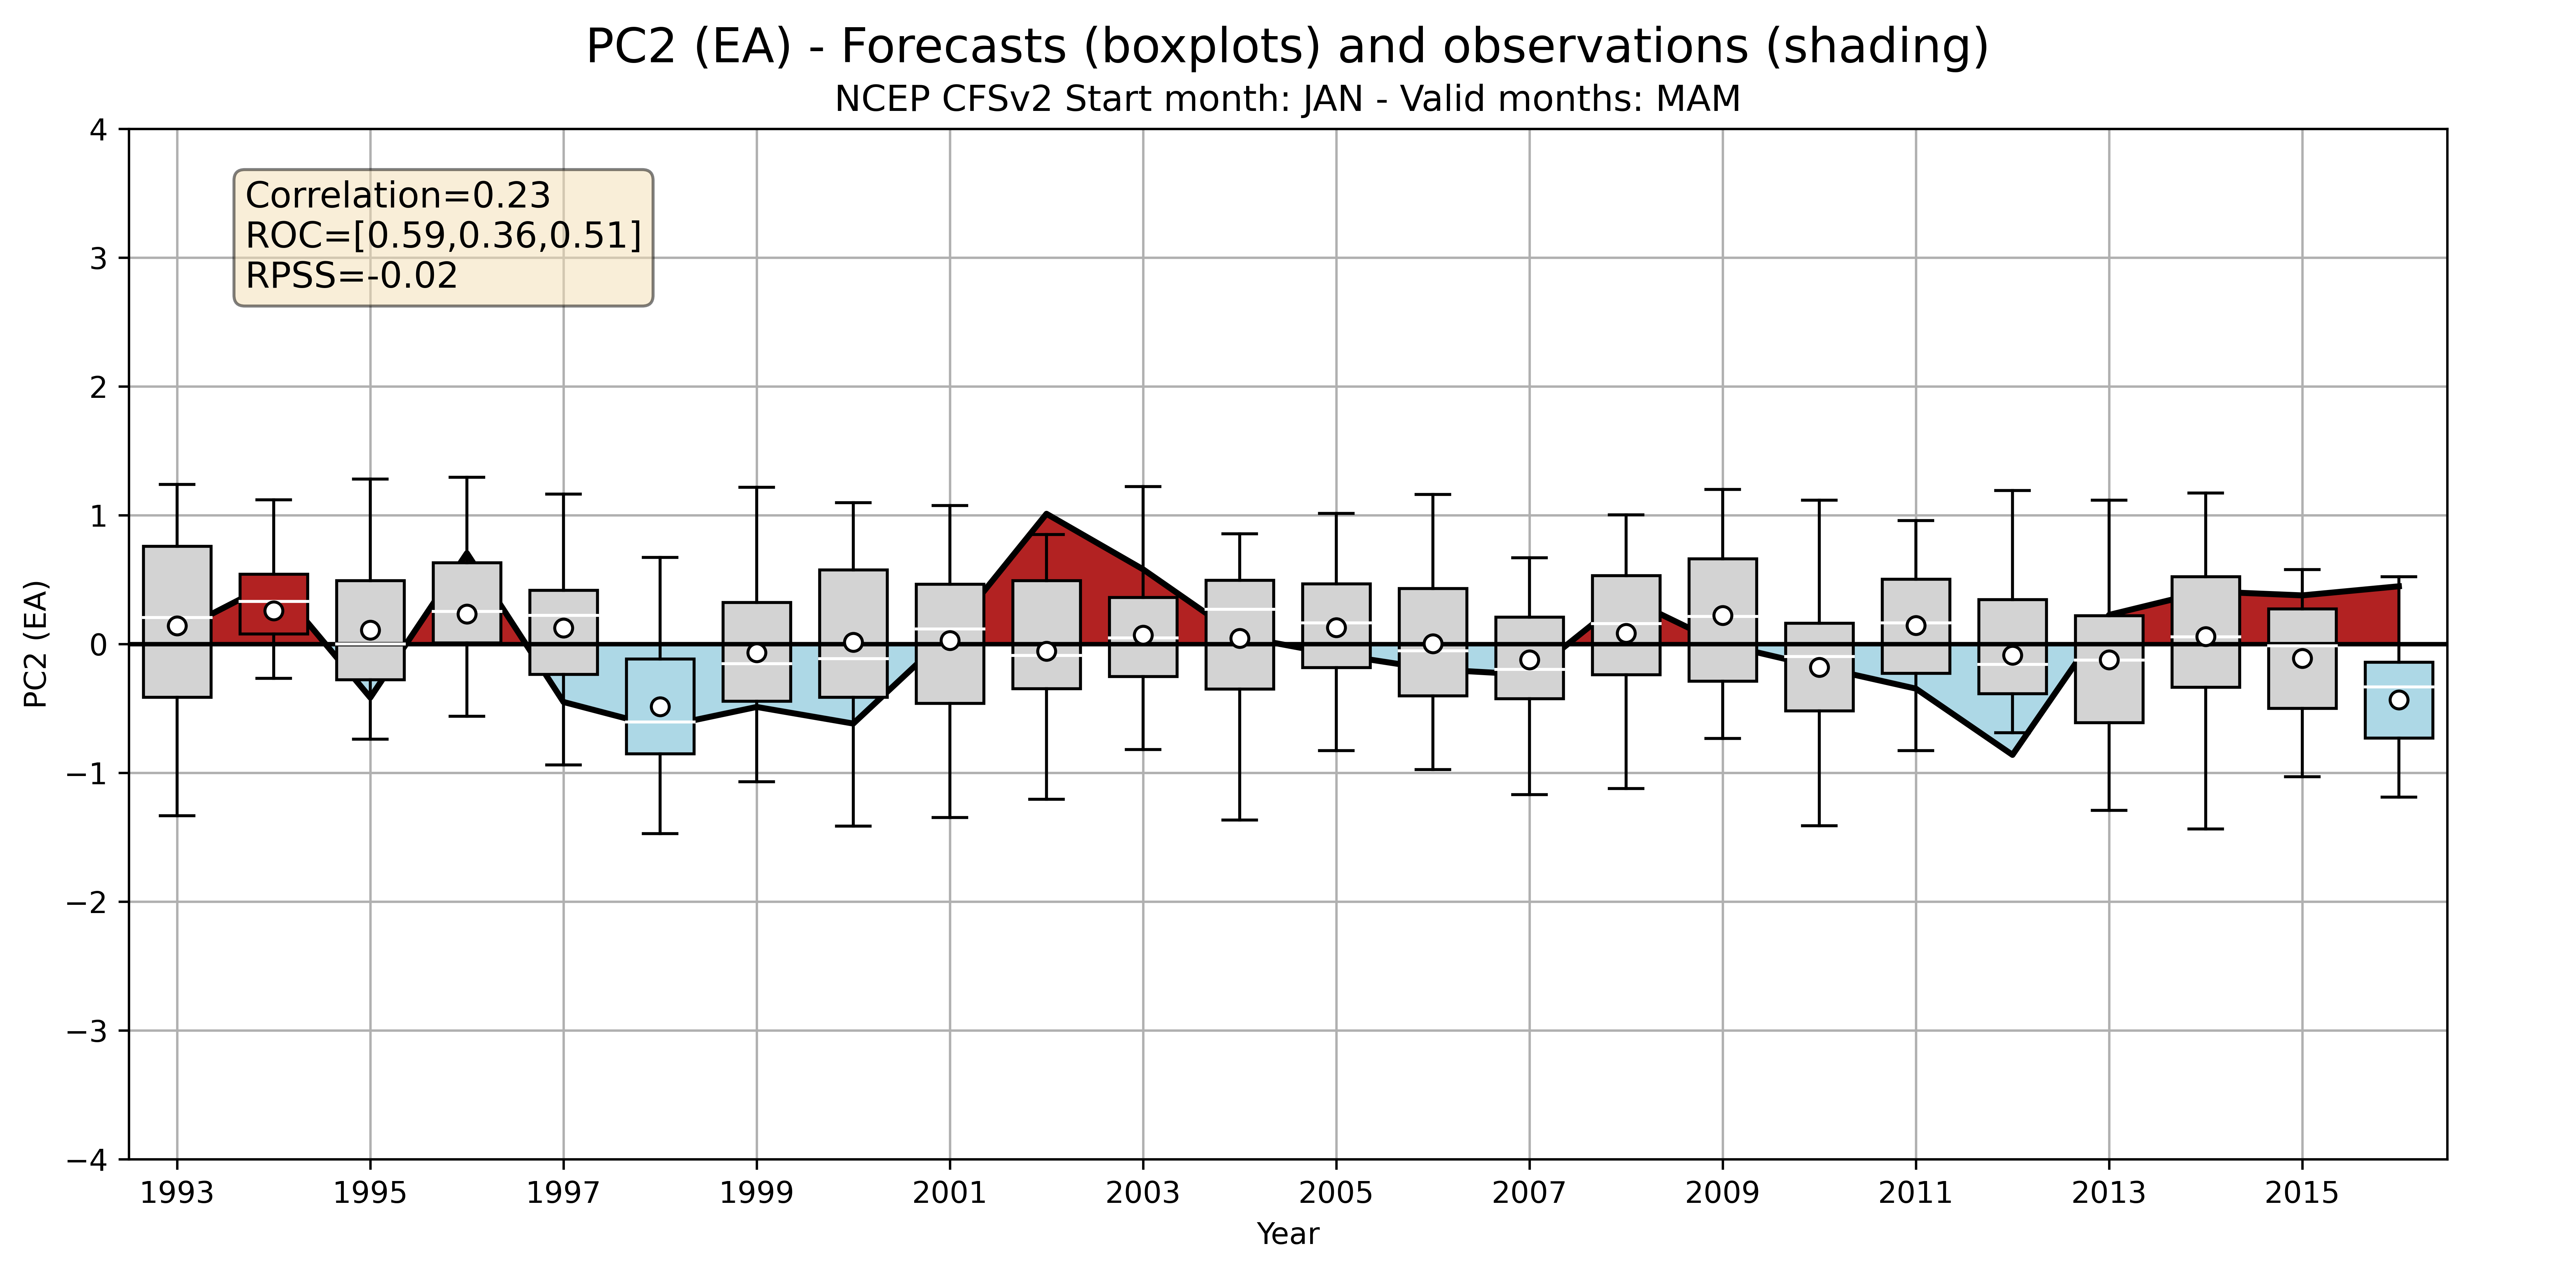 PC2 (EA) - Forecasts (boxplots) and observations (shading)
NCEP CFSv2 Start month: JAN - Valid months: MAM
Correlation=0.23
ROC=[0.59,0.36,0.51]
RPSS=-0.02
PC2 (EA)
4
3
2
1
0
−1
−2
−3
−4
1993 1995 1997 1999 2001 2003 2005 2007 2009 2011 2013 2015
Year